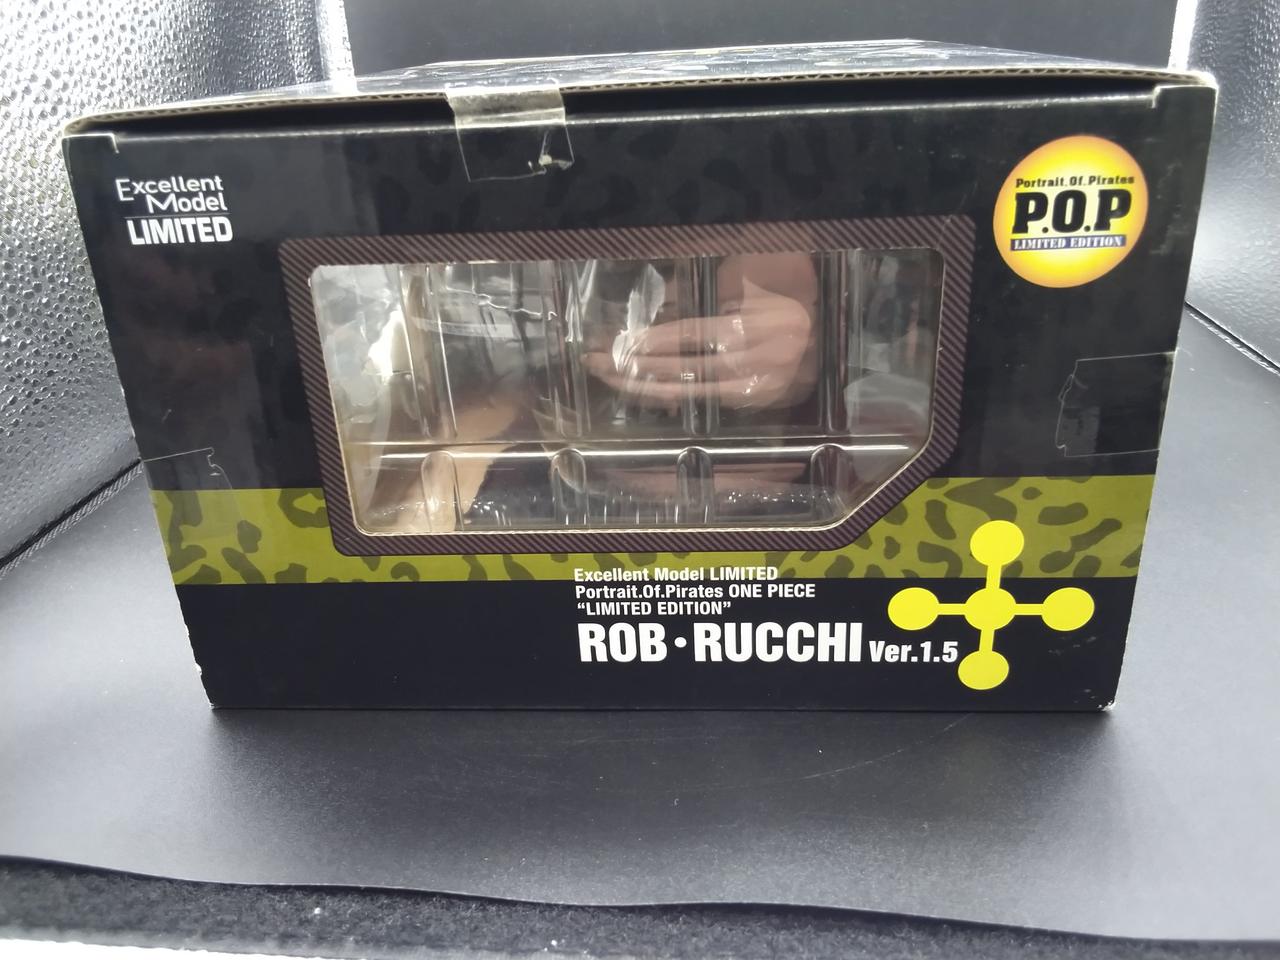 Excellent
Model
LIMITED
Portrait.Of.Pirates
P.O.P
LIMITED EDITION
Excellent Model LIMITED
Portrait.Of.Pirates ONE PIECE
“LIMITED EDITION”
ROB・RUCCHI Ver.1.5